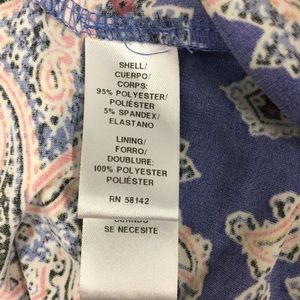 SHELL/
CUERPO/
CORPS:
95% POLYESTER/
POLIÉSTER
5% SPANDEX/
ELASTANO
LINING/
FORRO/
DOUBLURE:
100% POLYESTER
POLIÉSTER
RN 58142
CUANDO
SE NECESITE